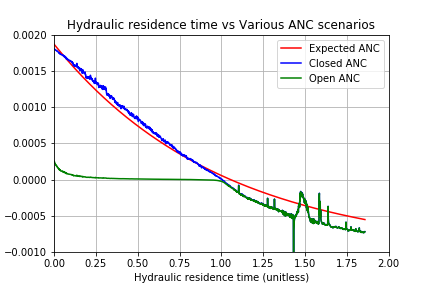 Hydraulic residence time vs Various ANC scenarios
0.0020
0.0015
0.0010
0.0005
0.0000
−0.0005
−0.0010
Expected ANC
Closed ANC
Open ANC
0.00 0.25 0.50 0.75 1.00 1.25 1.50 1.75 2.00
Hydraulic residence time (unitless)